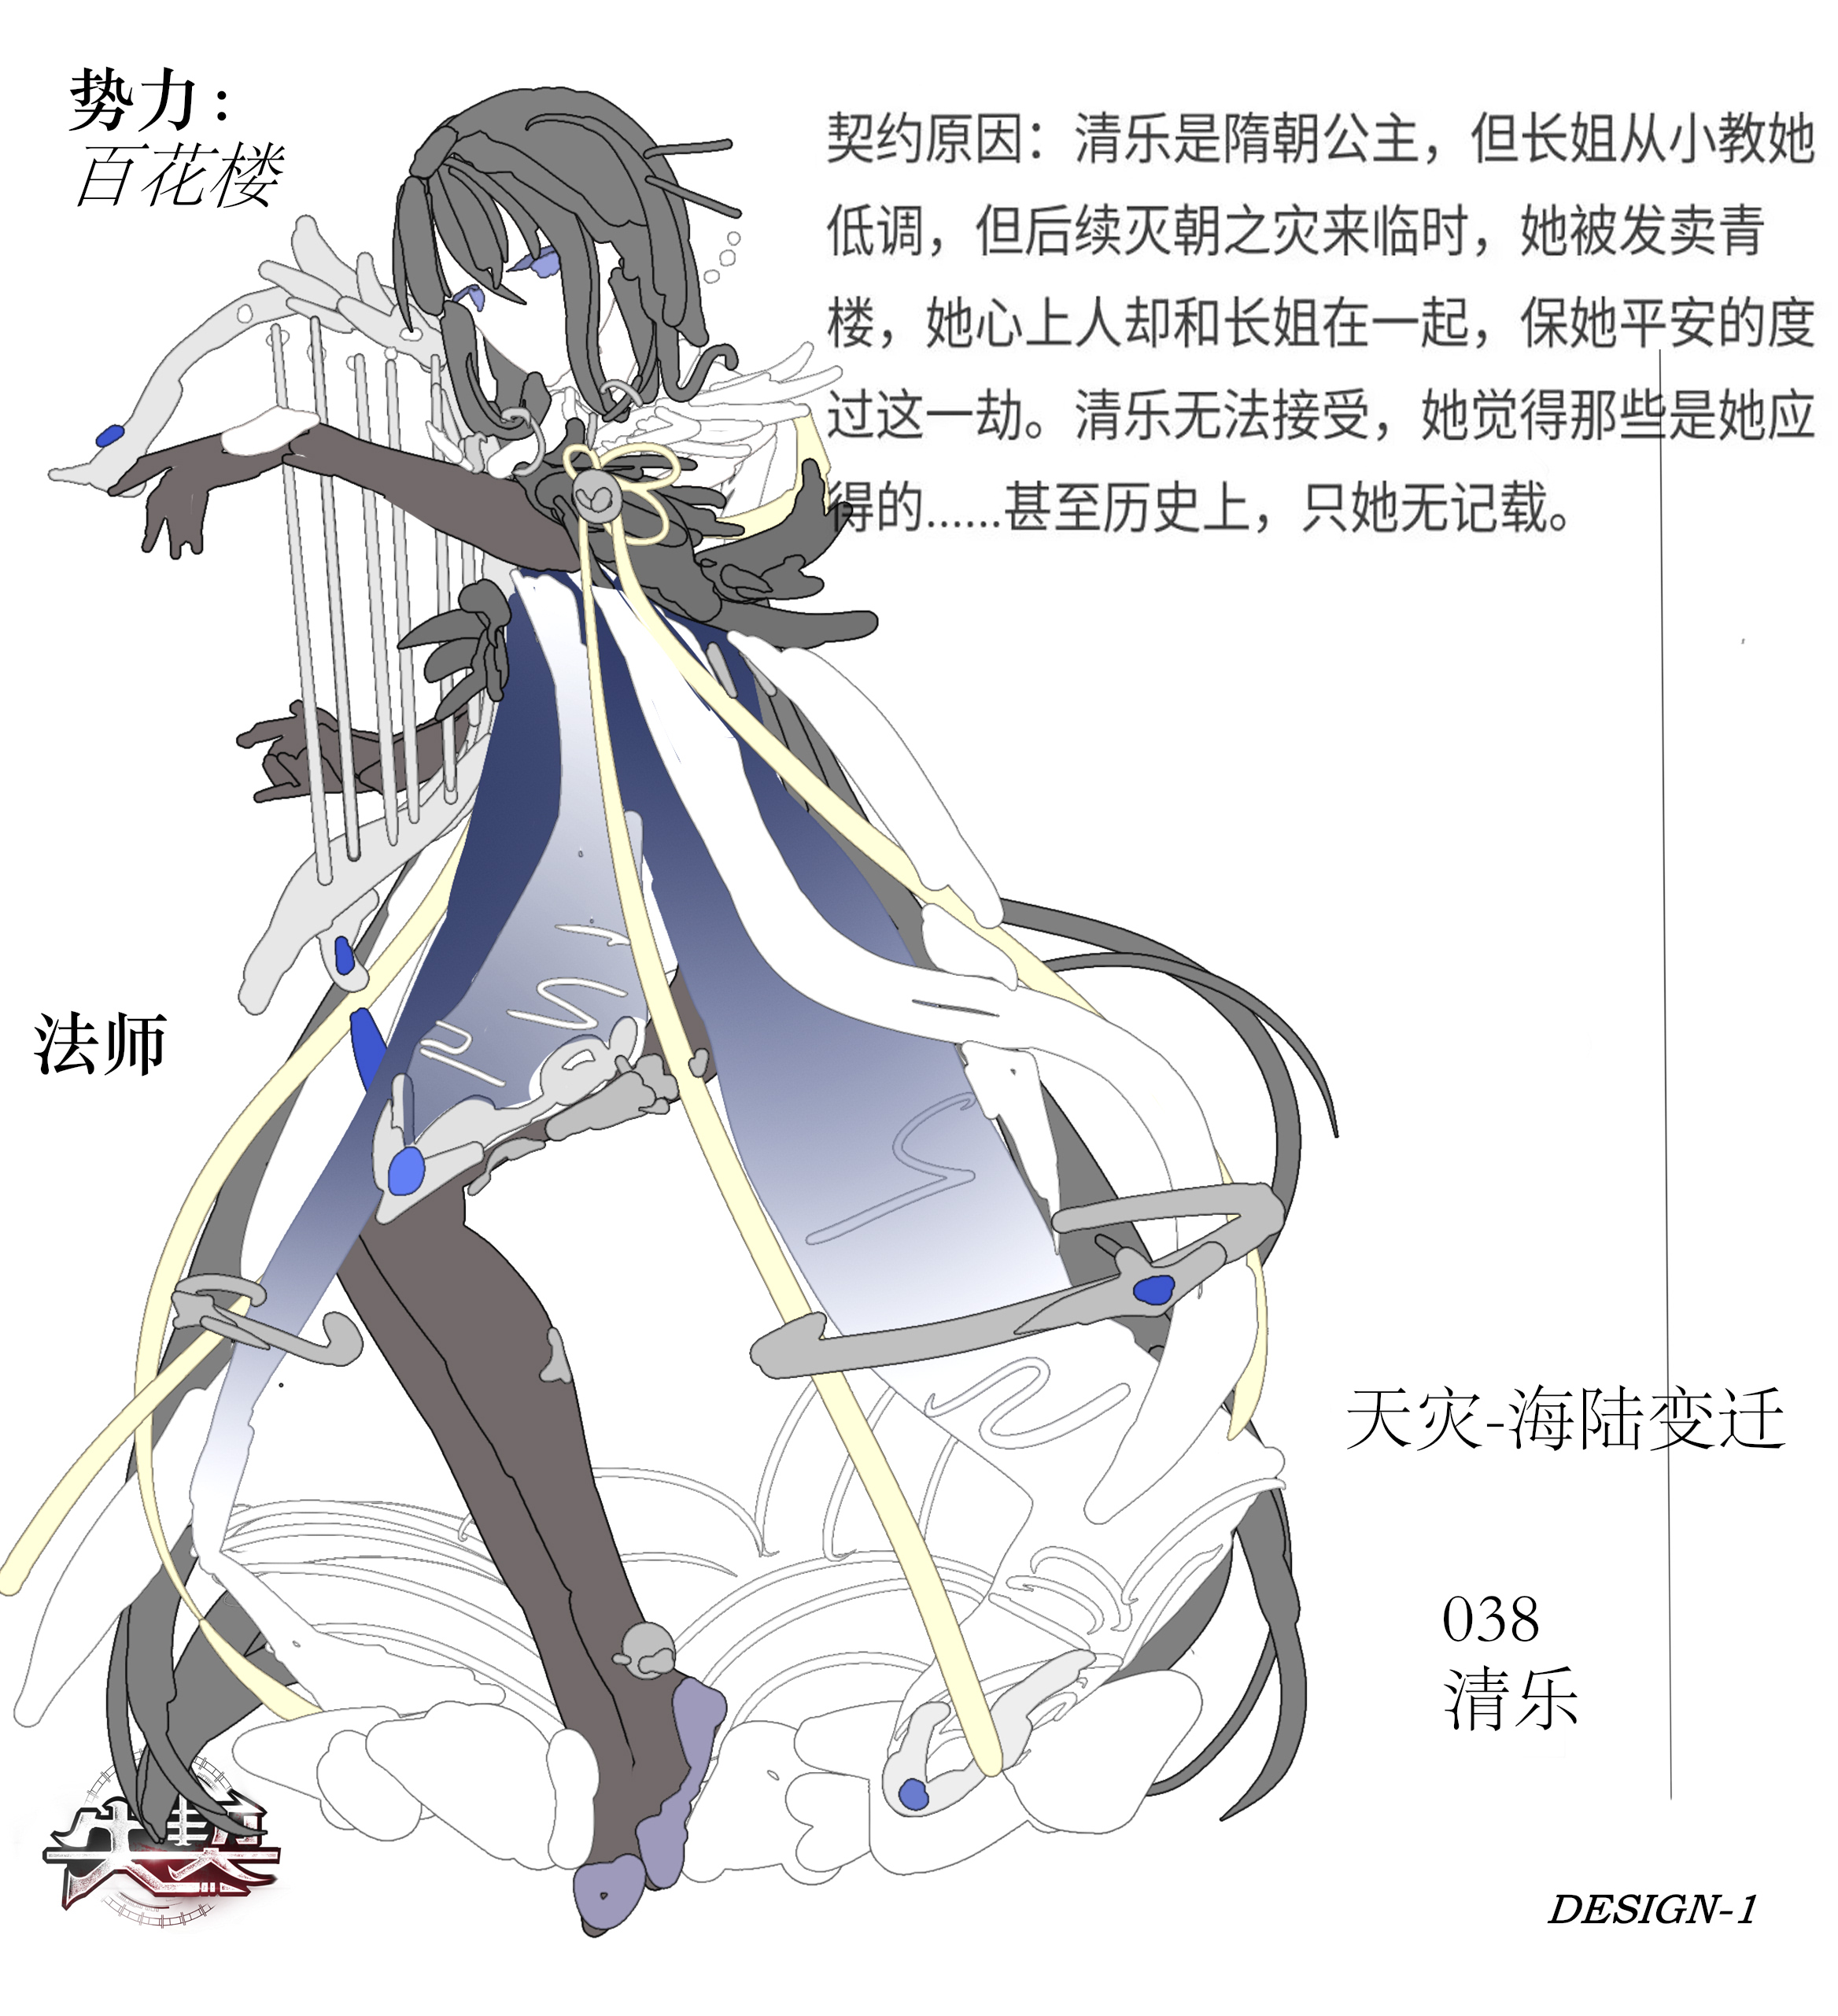 势力：
百花楼
契约原因：清乐是隋朝公主，但长姐从小教她
低调，但后续灭朝之灾来临时，她被发卖青
楼，她心上人却和长姐在一起，保她平安的度
过这一劫。清乐无法接受，她觉得那些是她应
得的......甚至历史上，只她无记载。
法师
天灾-海陆变迁
038
清乐
失契
DESIGN-1